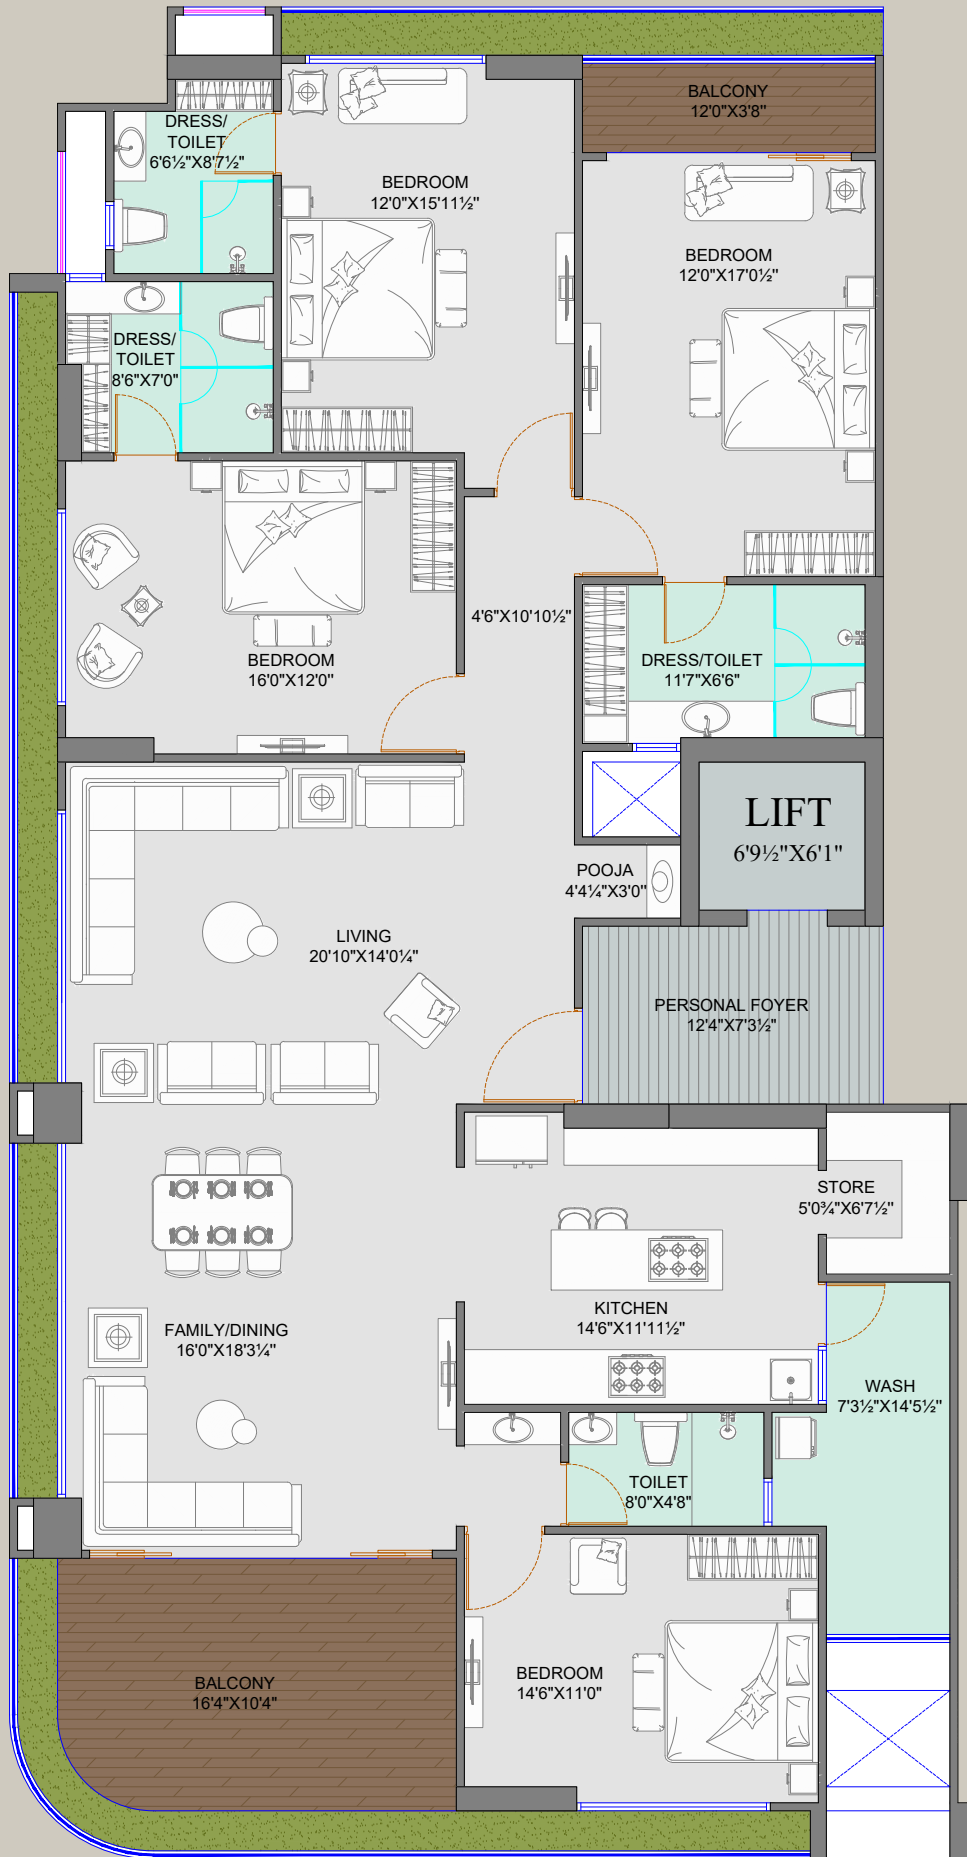 BALCONY
12'0"X3'8"
DRESS/
TOILET
6'6½"X8'7½"
BEDROOM
12'0"X15'11½"
BEDROOM
12'0"X17'0½"
DRESS/
TOILET
8'6"X7'0"
4'6"X10'10½"
BEDROOM
16'0"X12'0"
DRESS/TOILET
11'7"X6'6"
LIFT
6'9½"X6'1"
POOJA
4'4¼"X3'0"
LIVING
20'10"X14'0¼"
PERSONAL FOYER
12'4"X7'3½"
STORE
5'0¾"X6'7½"
KITCHEN
14'6"X11'11½"
FAMILY/DINING
16'0"X18'3¼"
WASH
7'3½"X14'5½"
TOILET
8'0"X4'8"
BEDROOM
14'6"X11'0"
BALCONY
16'4"X10'4"